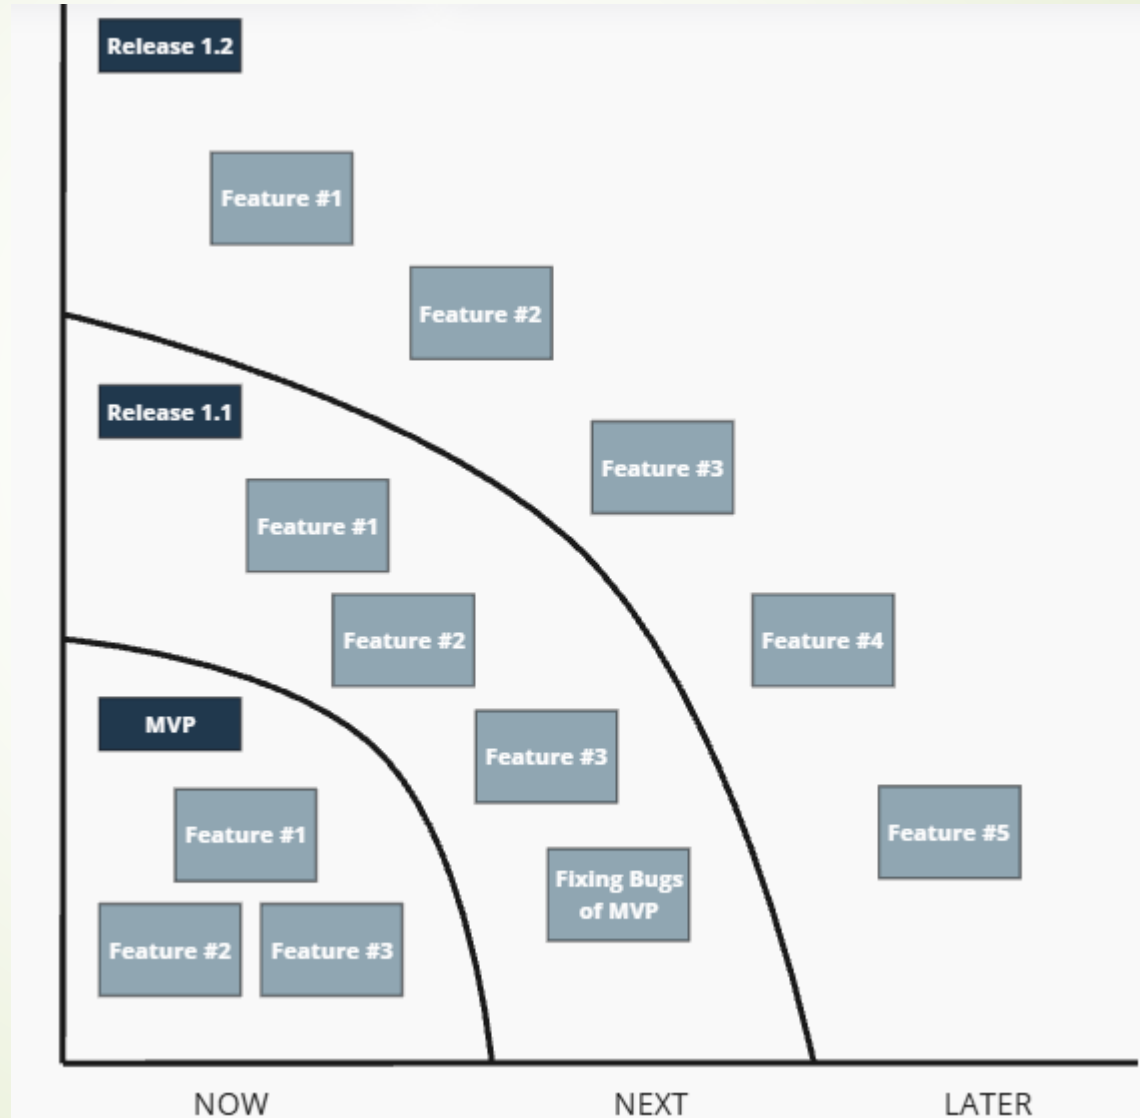 Release 1.2
Feature #1
Feature #2
Feature #3
Feature #4
Feature #5
Release 1.1
Feature #1
Feature #2
Feature #3
Fixing Bugs
of MVP
MVP
Feature #1
Feature #2
Feature #3
NOW
NEXT
LATER